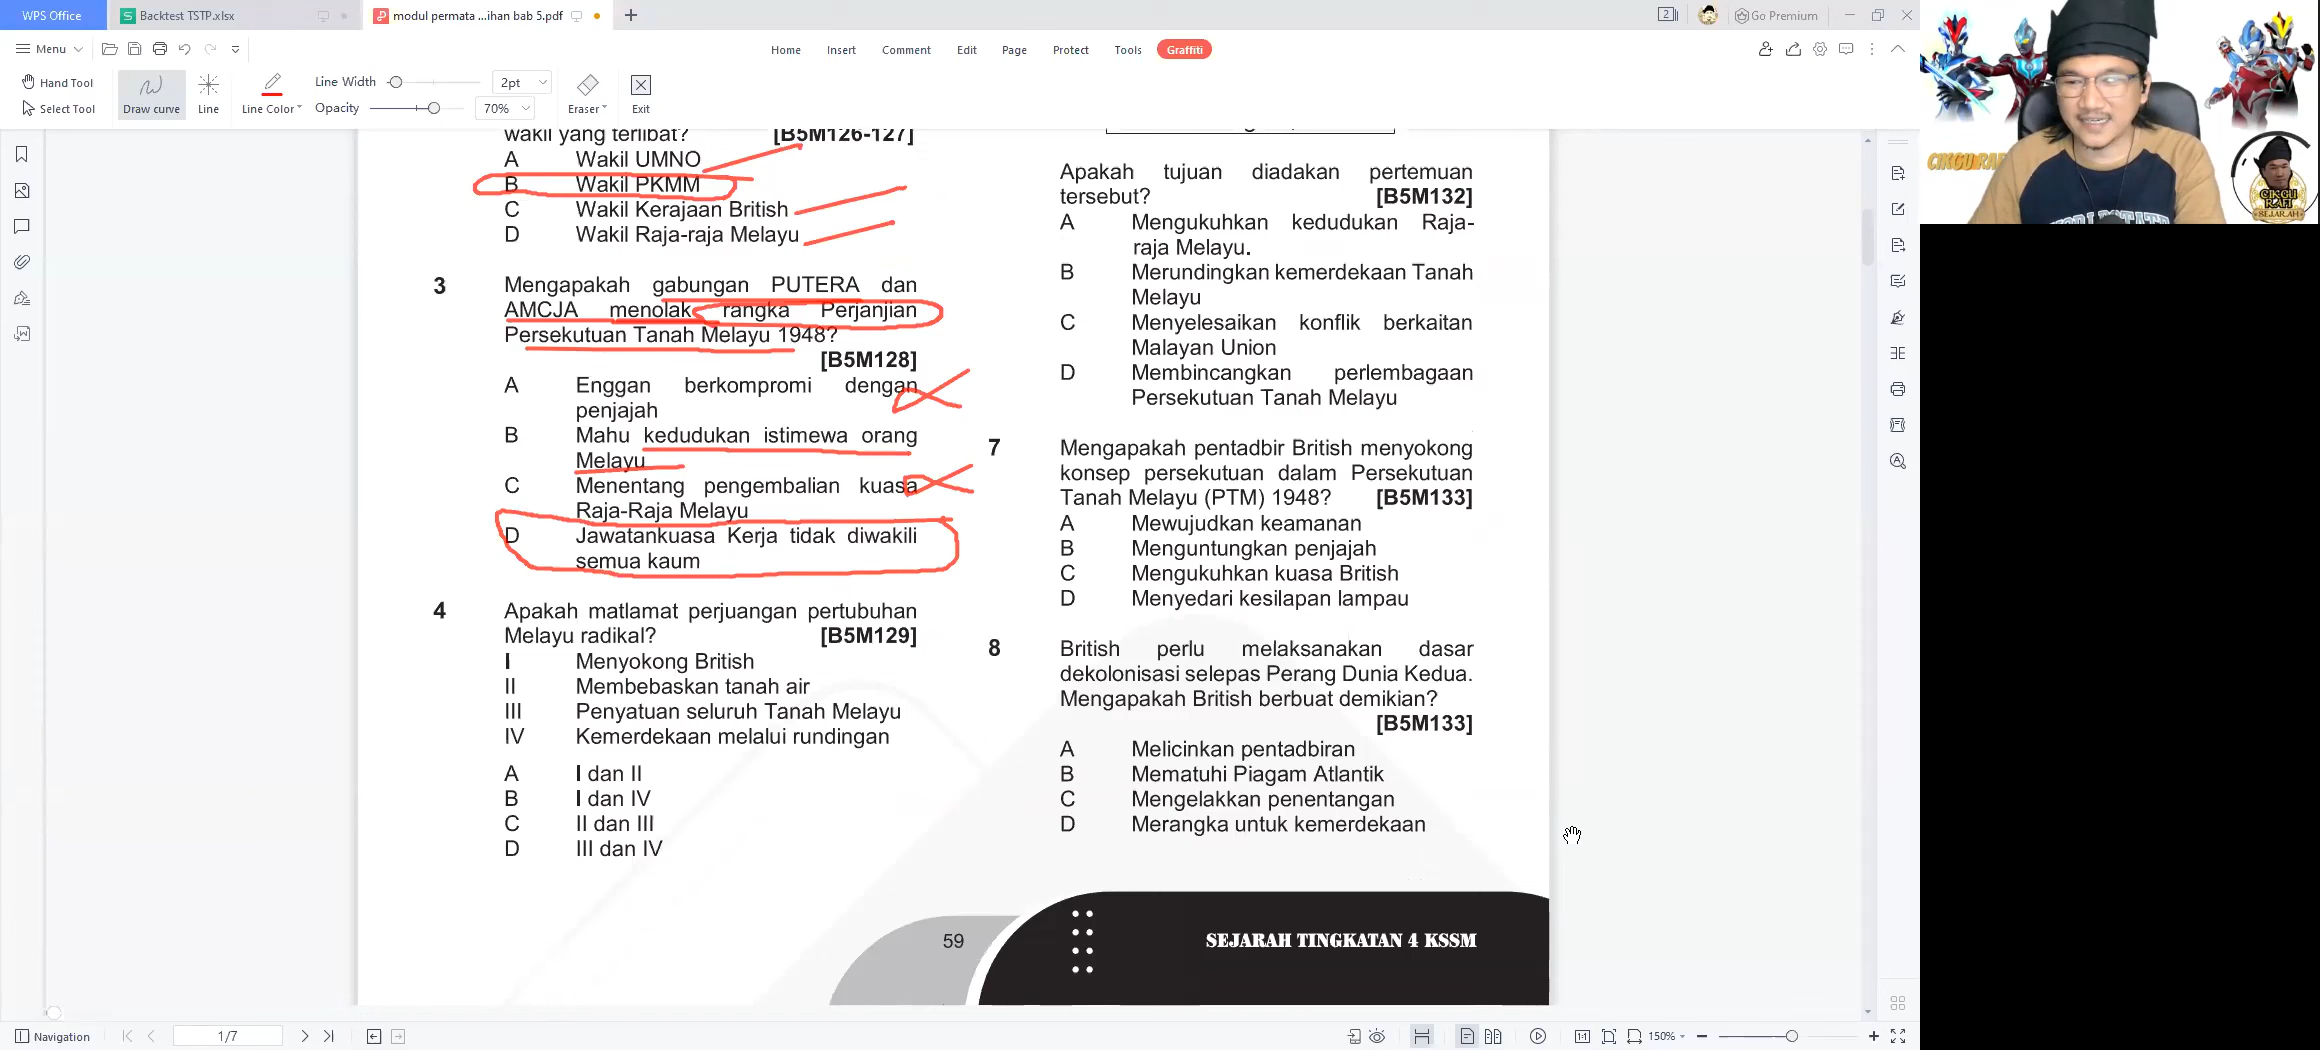 WPS Office
Backtest TSTP.xlsx
modul permata ...ihan bab 5.pdf
2
Go Premium
Menu
Home
Insert
Comment
Edit
Page
Protect
Tools
Graffiti
Hand Tool
Select Tool
Draw curve
Line
Line Color
Line Width
2pt
Opacity
70%
Eraser
Exit
wakil yang terlibat? [B5M126-127]
A Wakil UMNO
B Wakil PKMM
C Wakil Kerajaan British
D Wakil Raja-raja Melayu
3 Mengapakah gabungan PUTERA dan
AMCJA menolak rangka Perjanjian
Persekutuan Tanah Melayu 1948?
[B5M128]
A Enggan berkompromi dengan
penjajah
B Mahu kedudukan istimewa orang
Melayu
C Menentang pengembalian kuasa
Raja-Raja Melayu
D Jawatankuasa Kerja tidak diwakili
semua kaum
4 Apakah matlamat perjuangan pertubuhan
Melayu radikal? [B5M129]
I Menyokong British
II Membebaskan tanah air
III Penyatuan seluruh Tanah Melayu
IV Kemerdekaan melalui rundingan
A I dan II
B I dan IV
C II dan III
D III dan IV
Apakah tujuan diadakan pertemuan
tersebut? [B5M132]
A Mengukuhkan kedudukan Raja-
raja Melayu.
B Merundingkan kemerdekaan Tanah
Melayu
C Menyelesaikan konflik berkaitan
Malayan Union
D Membincangkan perlembagaan
Persekutuan Tanah Melayu
7 Mengapakah pentadbir British menyokong
konsep persekutuan dalam Persekutuan
Tanah Melayu (PTM) 1948? [B5M133]
A Mewujudkan keamanan
B Menguntungkan penjajah
C Mengukuhkan kuasa British
D Menyedari kesilapan lampau
8 British perlu melaksanakan dasar
dekolonisasi selepas Perang Dunia Kedua.
Mengapakah British berbuat demikian?
[B5M133]
A Melicinkan pentadbiran
B Mematuhi Piagam Atlantik
C Mengelakkan penentangan
D Merangka untuk kemerdekaan
59
SEJARAH TINGKATAN 4 KSSM
CIKGU RAF
CIKGU
RAFI
SEJARAH
Navigation
1/7
1:1
150%